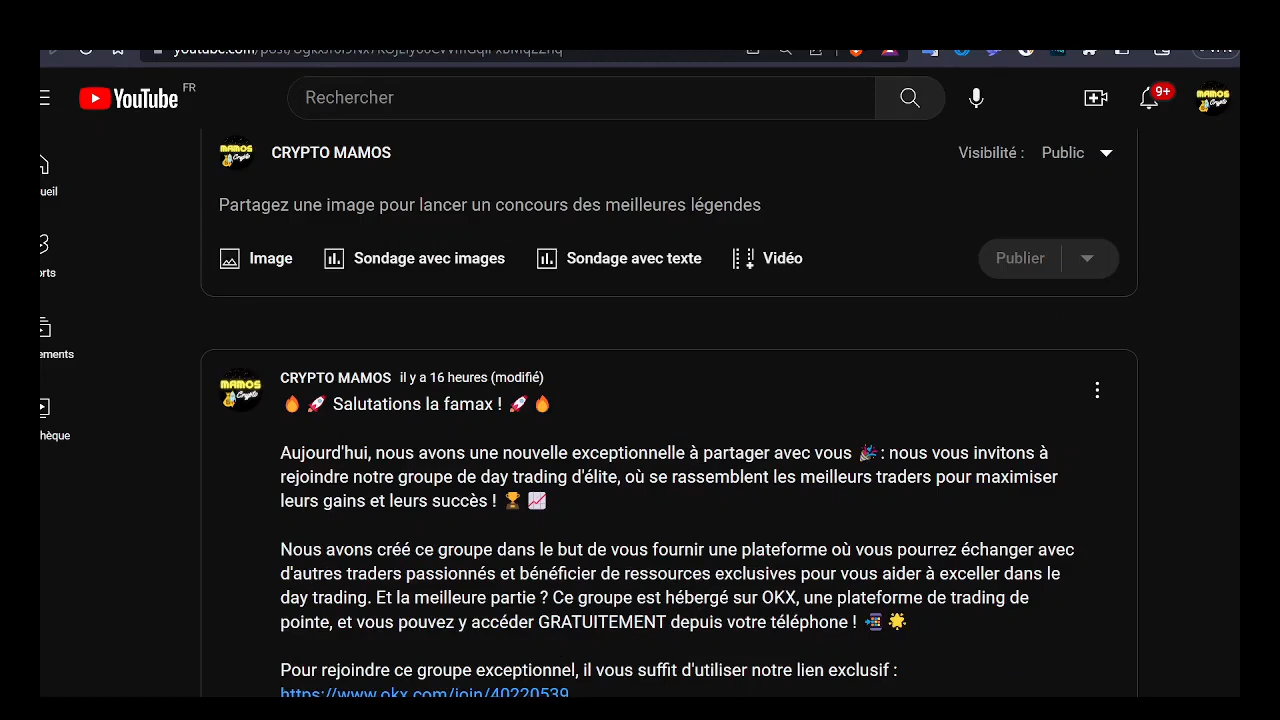 YouTube FR
Rechercher
9+
CRYPTO MAMOS
Visibilité : Public
Partagez une image pour lancer un concours des meilleures légendes
Image Sondage avec images Sondage avec texte Vidéo Publier
ueil
orts
ements
hèque
CRYPTO MAMOS il y a 16 heures (modifié)
🔥 🚀 Salutations la famax ! 🚀 🔥
Aujourd'hui, nous avons une nouvelle exceptionnelle à partager avec vous 🎉 : nous vous invitons à
rejoindre notre groupe de day trading d'élite, où se rassemblent les meilleurs traders pour maximiser
leurs gains et leurs succès ! 🏆 📈
Nous avons créé ce groupe dans le but de vous fournir une plateforme où vous pourrez échanger avec
d'autres traders passionnés et bénéficier de ressources exclusives pour vous aider à exceller dans le
day trading. Et la meilleure partie ? Ce groupe est hébergé sur OKX, une plateforme de trading de
pointe, et vous pouvez y accéder GRATUITEMENT depuis votre téléphone ! 📲 🌟
Pour rejoindre ce groupe exceptionnel, il vous suffit d'utiliser notre lien exclusif :
https://www.okx.com/join/40220539